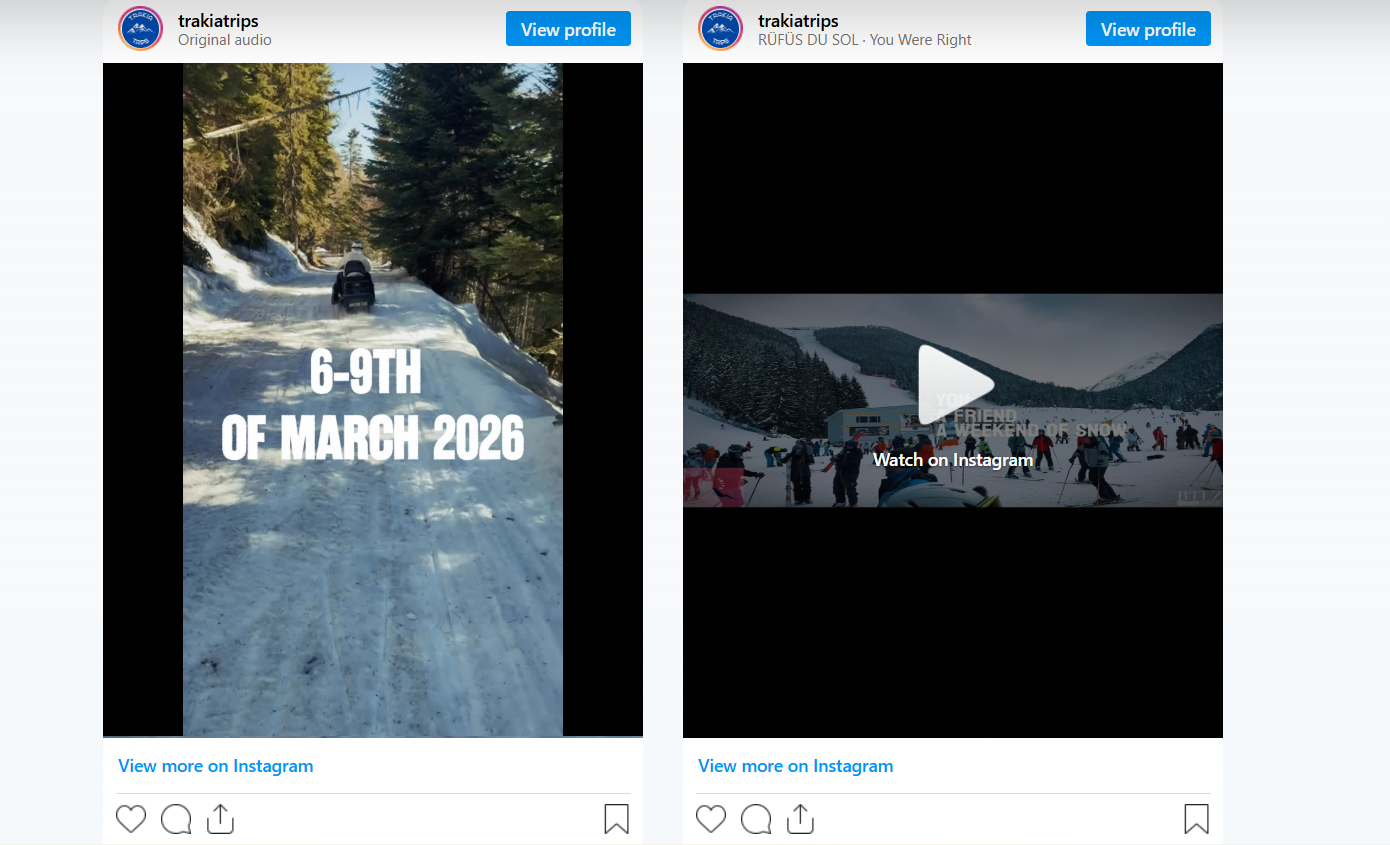 trakiatrips
Original audio
View profile
6-9TH
OF MARCH 2026
View more on Instagram
trakiatrips
RÜFÜS DU SOL · You Were Right
View profile
YOU
A FRIEND
A WEEKEND OF SNOW
Watch on Instagram
View more on Instagram